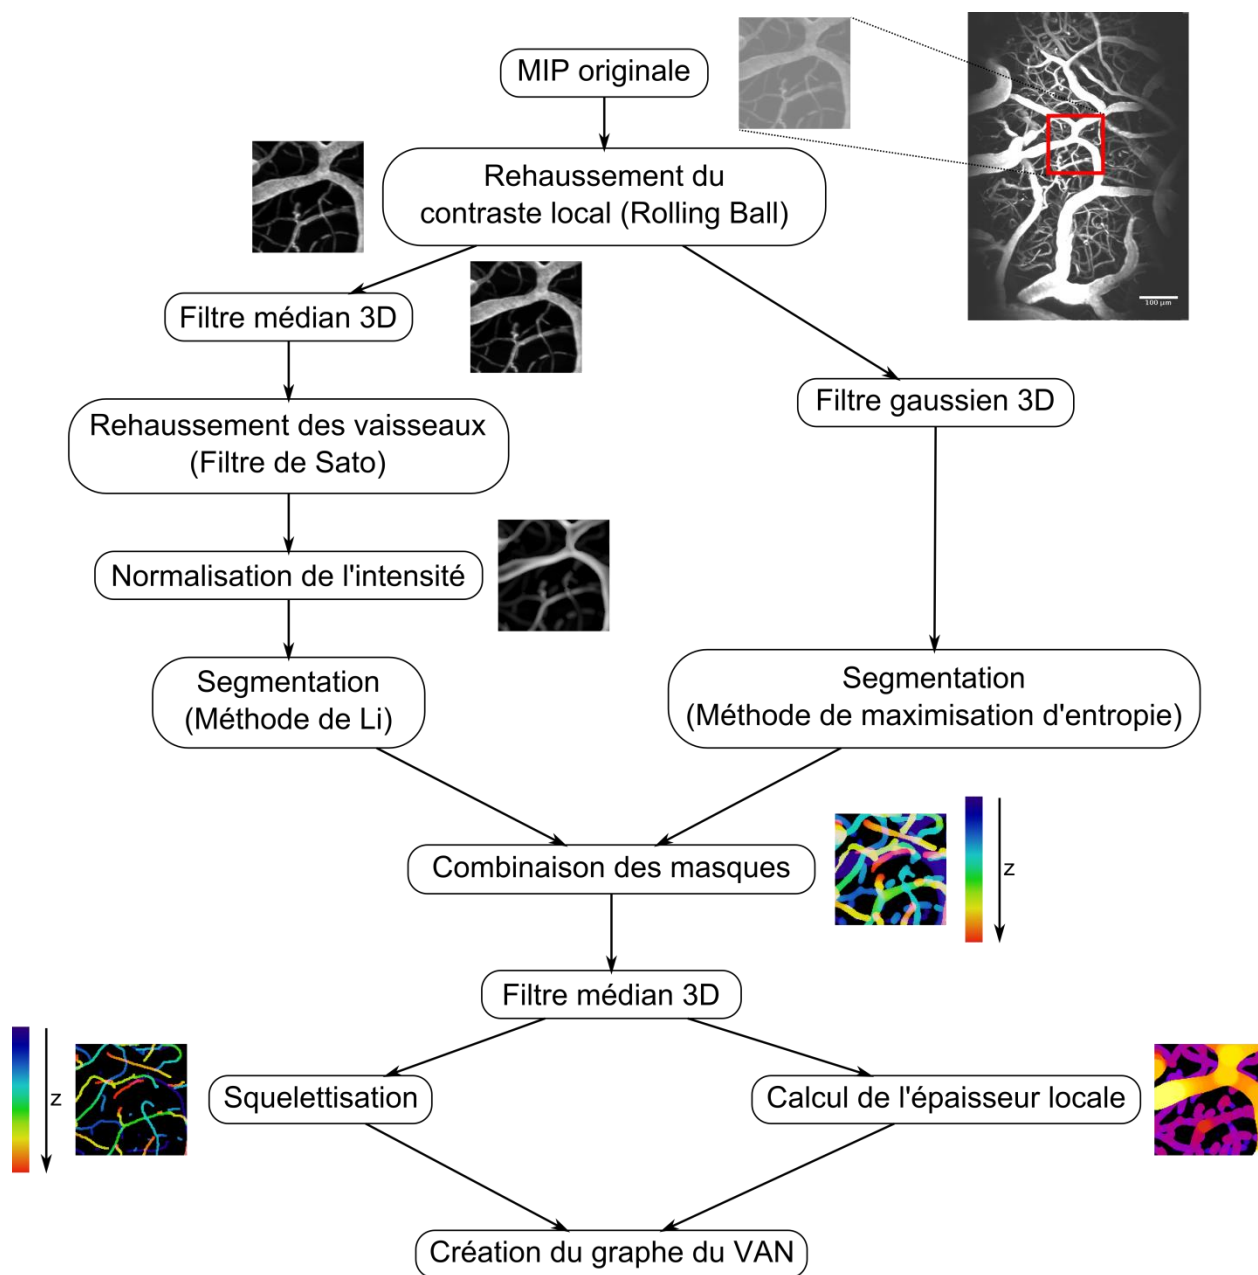 MIP originale
Rehaussement du
contraste local (Rolling Ball)
100 µm
Filtre médian 3D
Filtre gaussien 3D
Rehaussement des vaisseaux
(Filtre de Sato)
Normalisation de l'intensité
Segmentation
(Méthode de Li)
Segmentation
(Méthode de maximisation d'entropie)
Combinaison des masques
z
Filtre médian 3D
z
Squelettisation
Calcul de l'épaisseur locale
Création du graphe du VAN